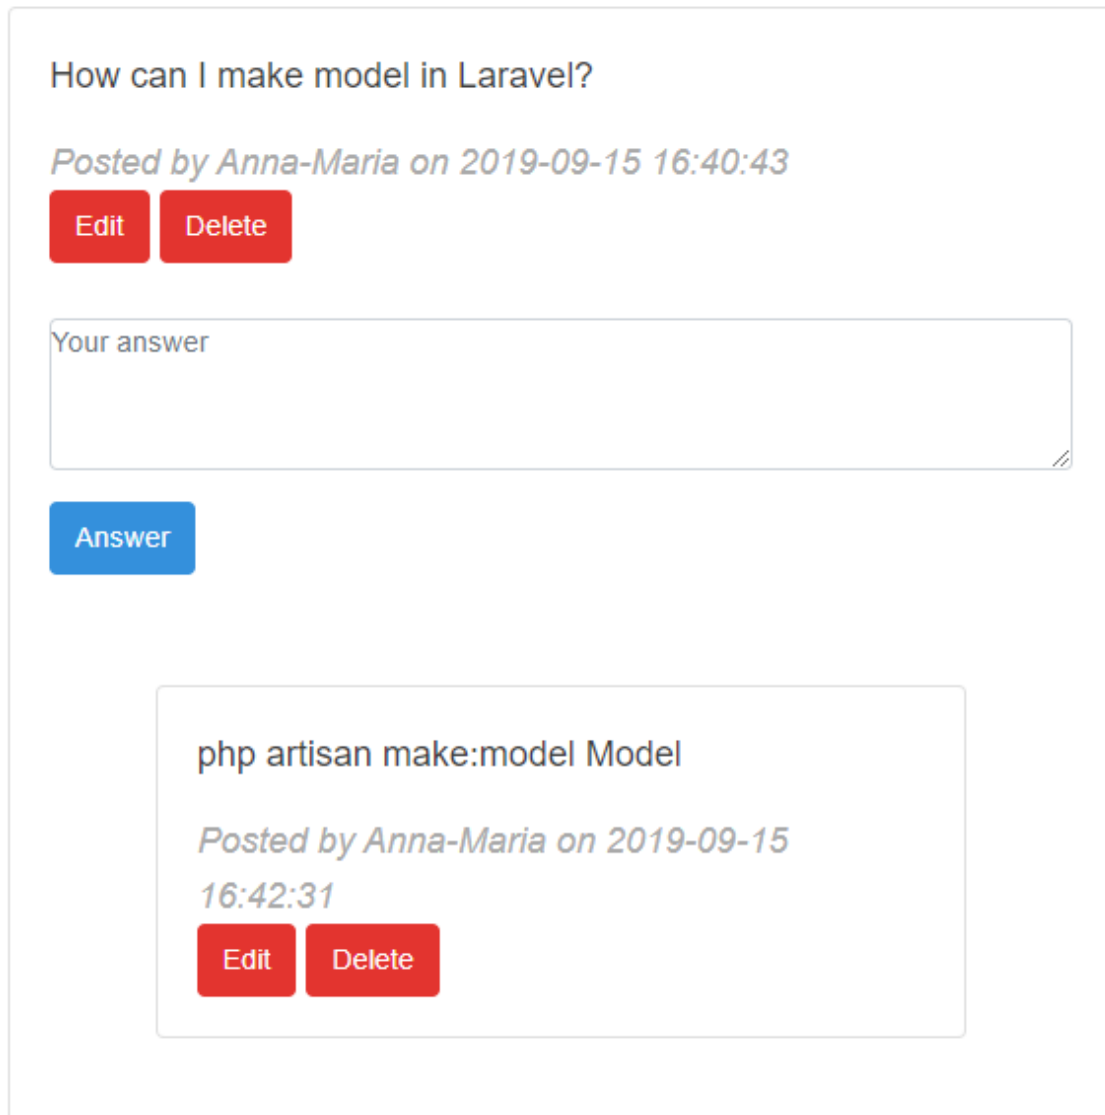 How can I make model in Laravel?
Posted by Anna-Maria on 2019-09-15 16:40:43
Edit Delete
Your answer
Answer
php artisan make:model Model
Posted by Anna-Maria on 2019-09-15
16:42:31
Edit Delete